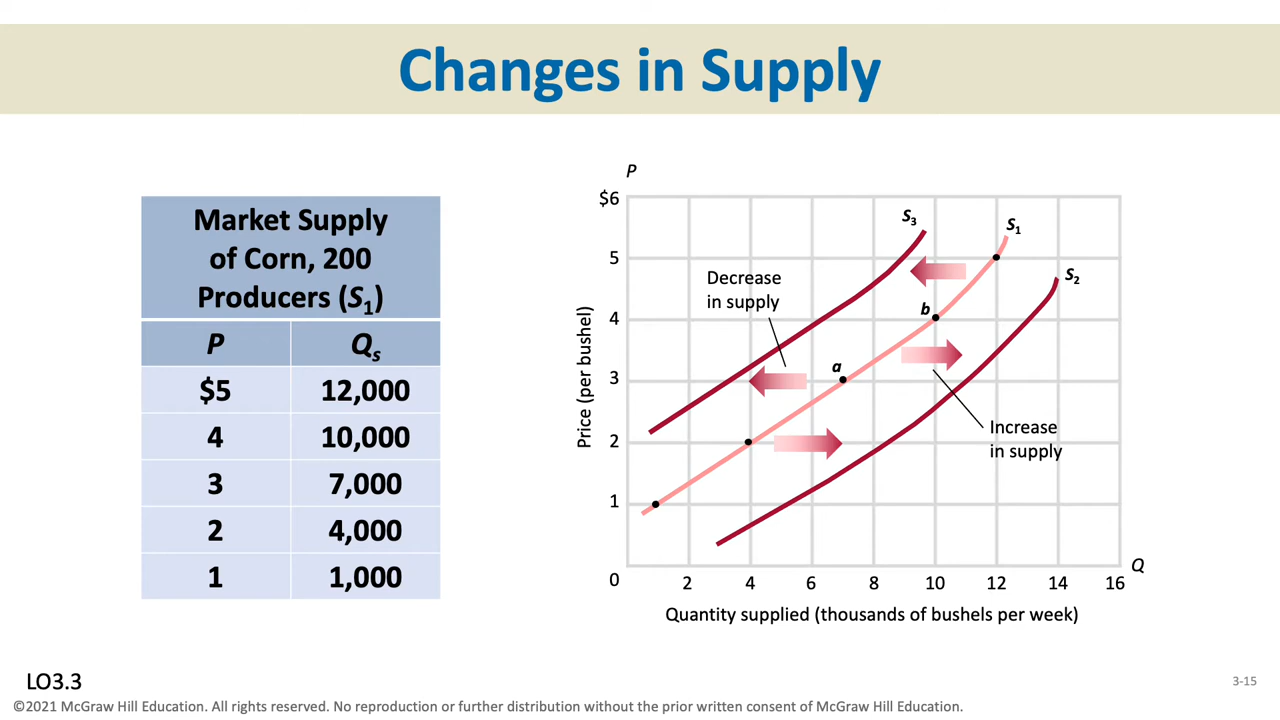 Changes in Supply
Market Supply
of Corn, 200
Producers (S₁)
P Qₛ
$5 12,000
4 10,000
3 7,000
2 4,000
1 1,000
P
$6
5
4
3
2
1
0
Price (per bushel)
S₃
S₁
S₂
Decrease
in supply
b
a
Increase
in supply
2 4 6 8 10 12 14 16
Q
Quantity supplied (thousands of bushels per week)
LO3.3
3-15
©2021 McGraw Hill Education. All rights reserved. No reproduction or further distribution without the prior written consent of McGraw Hill Education.